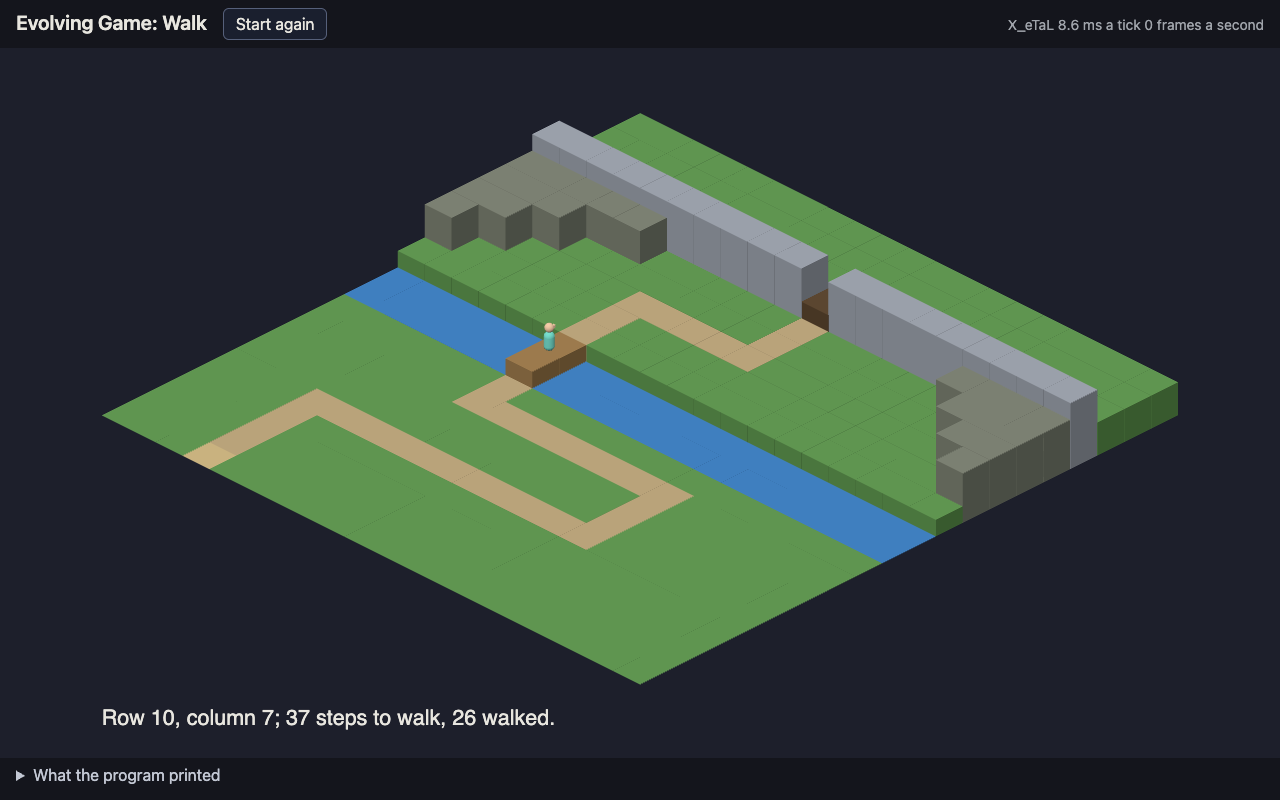 Evolving Game: Walk
Start again
X_eTaL 8.6 ms a tick 0 frames a second
Row 10, column 7; 37 steps to walk, 26 walked.
What the program printed